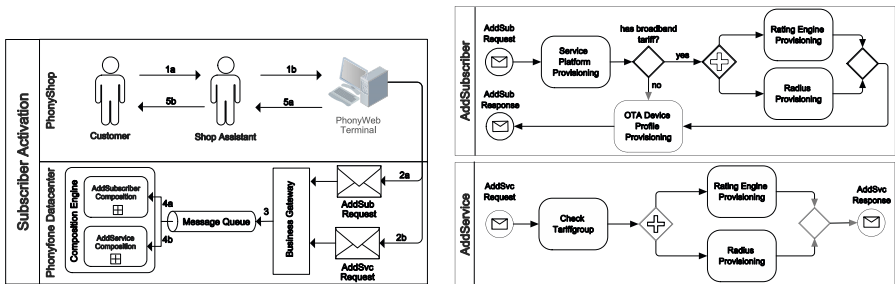 Subscriber Activation
PhonyShop
1a
1b
5b
5a
Customer
Shop Assistant
PhonyWeb
Terminal
Phonyfone Datacenter
Composition Engine
AddSubscriber
Composition
AddService
Composition
4a
4b
Message Queue
3
Business Gateway
2a
AddSub
Request
2b
AddSvc
Request
AddSubscriber
AddSub
Request
Service
Platform
Provisioning
has broadband
tariff?
yes
no
Rating Engine
Provisioning
Radius
Provisioning
AddSub
Response
OTA Device
Profile
Provisioning
AddService
AddSvc
Request
Check
Tariffgroup
Rating Engine
Provisioning
Radius
Provisioning
AddSvc
Response